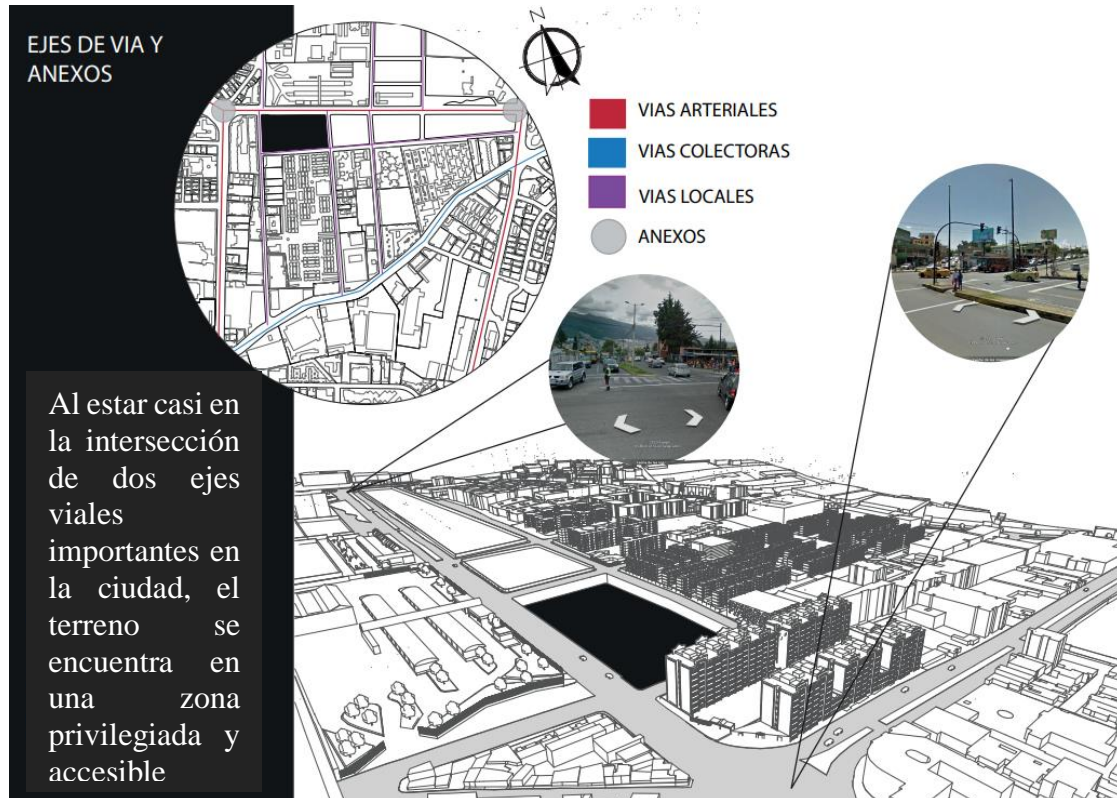 EJES DE VIA Y
ANEXOS
N
VIAS ARTERIALES
VIAS COLECTORAS
VIAS LOCALES
ANEXOS
Al estar casi en
la intersección
de dos ejes
viales
importantes en
la ciudad, el
terreno se
encuentra en
una zona
privilegiada y
accesible